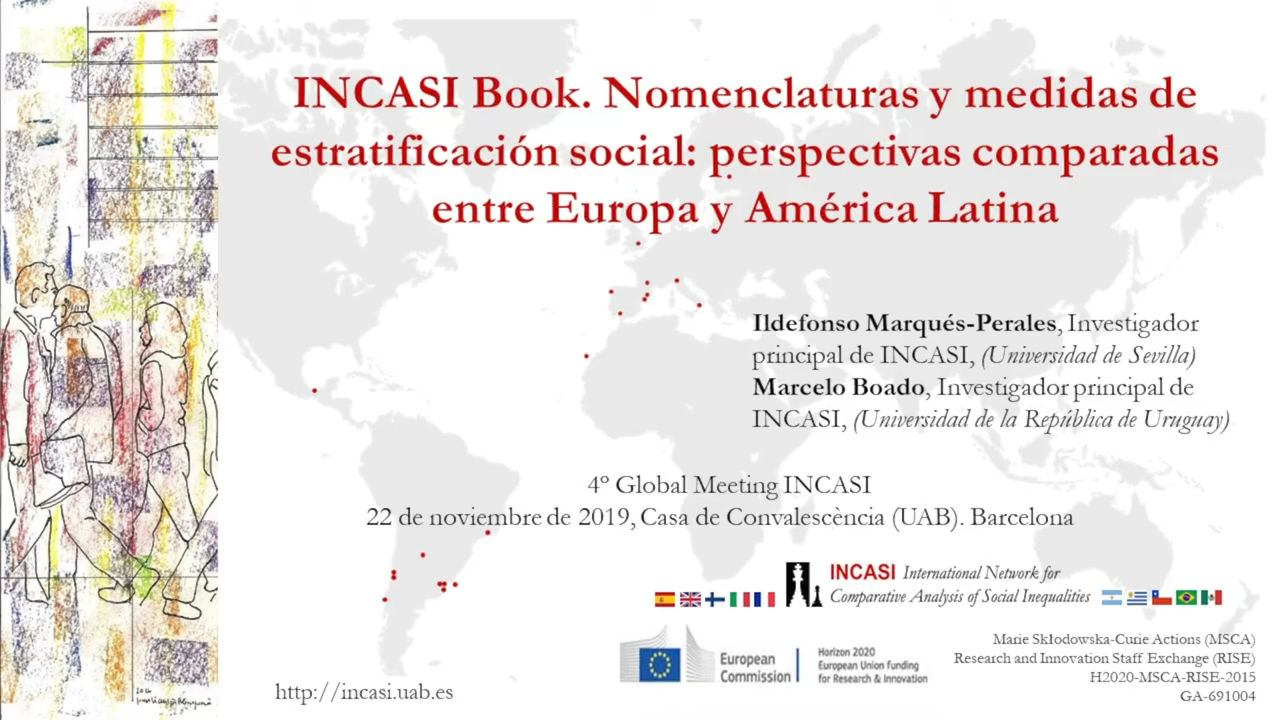 INCASI Book. Nomenclaturas y medidas de
estratificación social: perspectivas comparadas
entre Europa y América Latina
Ildefonso Marqués-Perales, Investigador
principal de INCASI, (Universidad de Sevilla)
Marcelo Boado, Investigador principal de
INCASI, (Universidad de la República de Uruguay)
4º Global Meeting INCASI
22 de noviembre de 2019, Casa de Convalescència (UAB). Barcelona
INCASI International Network for
Comparative Analysis of Social Inequalities
European
Commission
Horizon 2020
European Union funding
for Research & Innovation
Marie Skłodowska-Curie Actions (MSCA)
Research and Innovation Staff Exchange (RISE)
H2020-MSCA-RISE-2015
GA-691004
http://incasi.uab.es